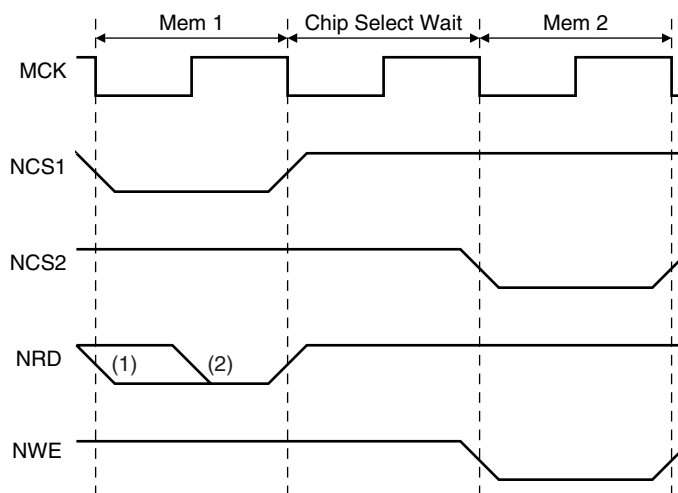 Mem 1 Chip Select Wait Mem 2
MCK
NCS1
NCS2
NRD (1) (2)
NWE